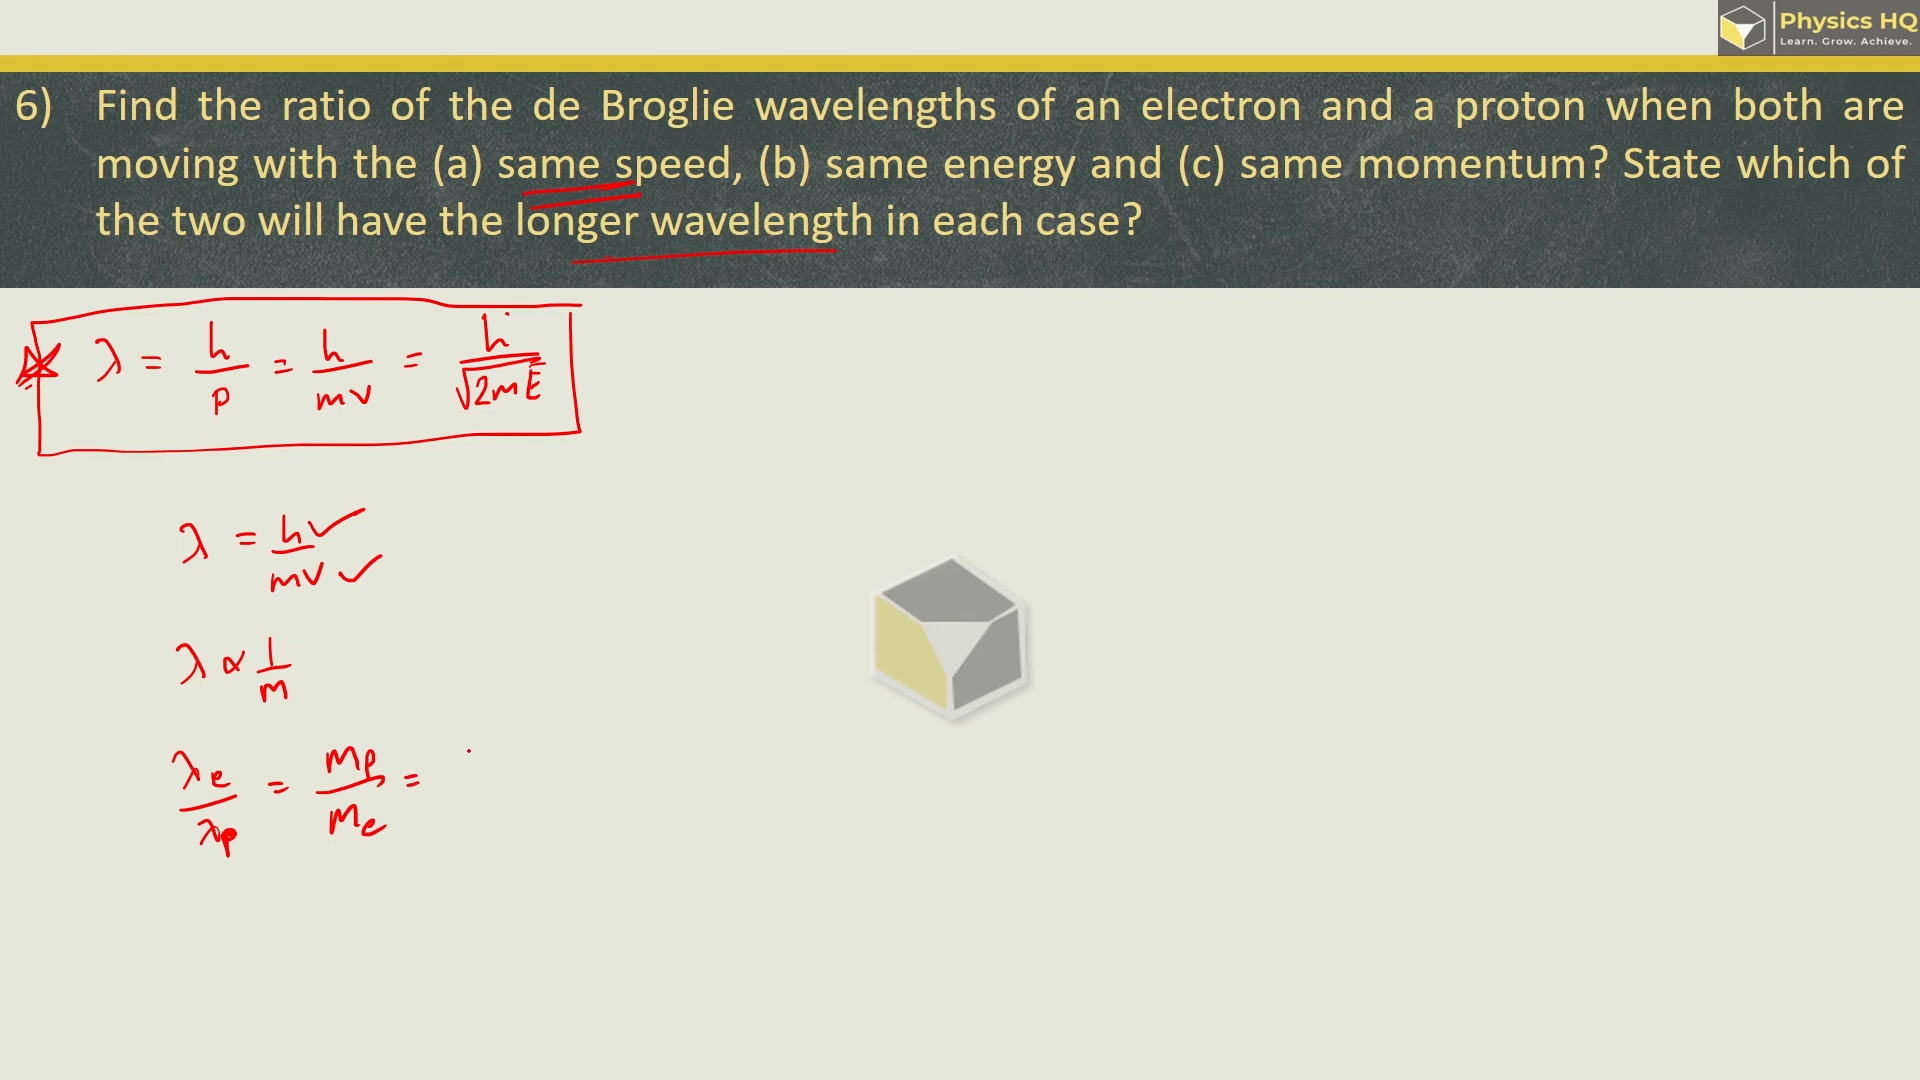 Physics HQ
Learn. Grow. Achieve.
6) Find the ratio of the de Broglie wavelengths of an electron and a proton when both are
moving with the (a) same speed, (b) same energy and (c) same momentum? State which of
the two will have the longer wavelength in each case?
λ = h/p = h/mv = h/√2mE
λ = h/mv
λ ∝ 1/m
λe/λp = mp/me =